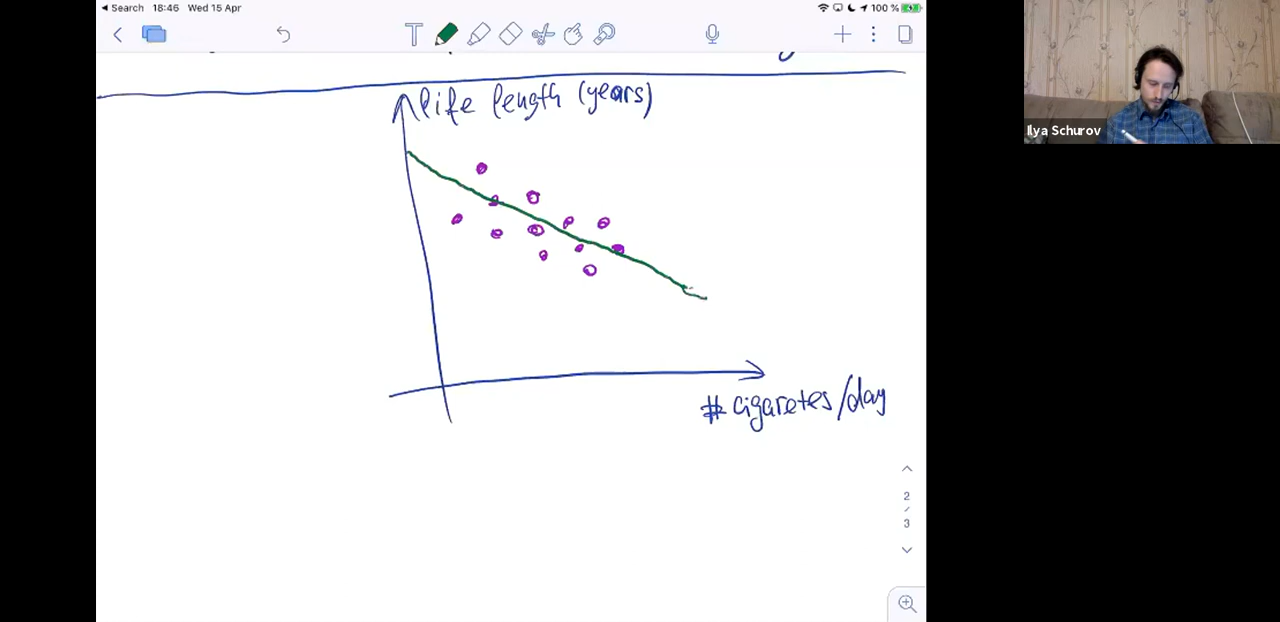 Search 18:46 Wed 15 Apr 100 %
T
life length (years)
Ilya Schurov
# cigaretes/day
2
/
3